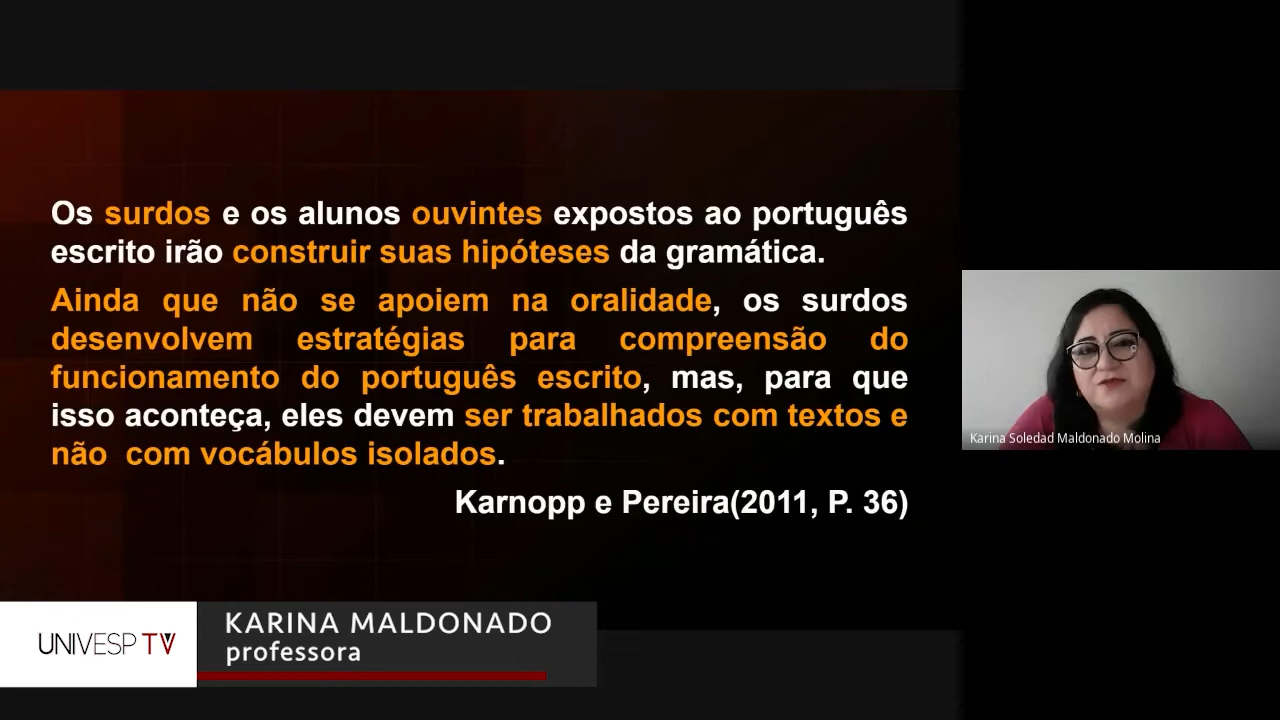 Os surdos e os alunos ouvintes expostos ao português
escrito irão construir suas hipóteses da gramática.
Ainda que não se apoiem na oralidade, os surdos
desenvolvem estratégias para compreensão do
funcionamento do português escrito, mas, para que
isso aconteça, eles devem ser trabalhados com textos e
não com vocábulos isolados.
Karnopp e Pereira(2011, P. 36)
Karina Soledad Maldonado Molina
UNIVESP TV
KARINA MALDONADO
professora